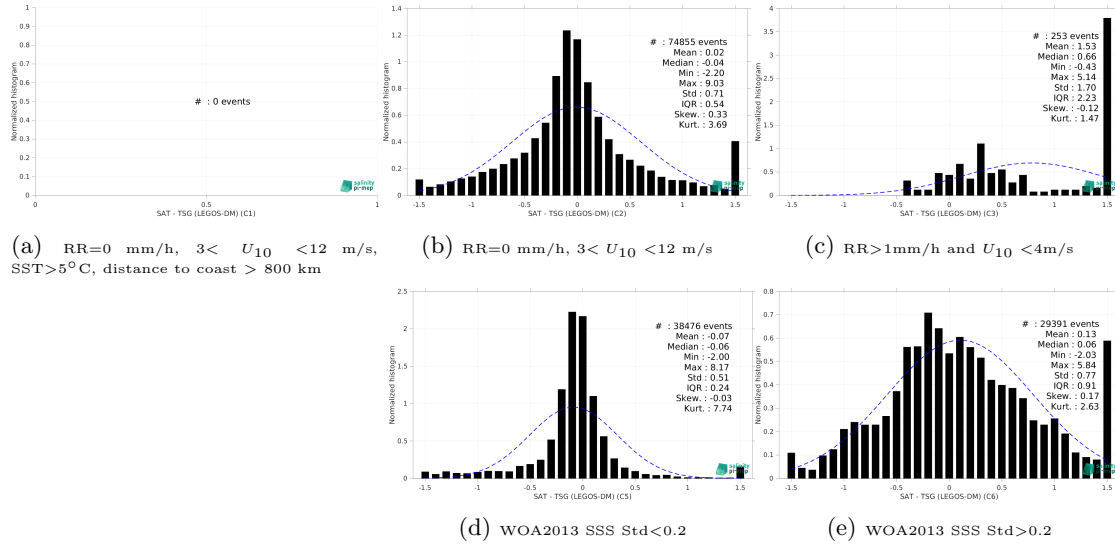 1
0.9
0.8
0.7
0.6
0.5
0.4
0.3
0.2
0.1
0
Normalized histogram
# : 0 events
salinity
pi-mep
0
0.5
1
SAT - TSG (LEGOS-DM) (C1)
(a) RR=0 mm/h, 3< U10 <12 m/s,
SST>5°C, distance to coast > 800 km
1.4
1.2
1
0.8
0.6
0.4
0.2
0
Normalized histogram
# : 74855 events
Mean : 0.02
Median : -0.04
Min : -2.20
Max : 9.03
Std : 0.71
IQR : 0.54
Skew. : 0.33
Kurt. : 3.69
-1.5
-1
-0.5
0
0.5
1
1.5
SAT - TSG (LEGOS-DM) (C2)
(b) RR=0 mm/h, 3< U10 <12 m/s
4
3.5
3
2.5
2
1.5
1
0.5
0
Normalized histogram
# : 253 events
Mean : 1.53
Median : 0.66
Min : -0.43
Max : 5.14
Std : 1.70
IQR : 2.23
Skew. : -0.12
Kurt. : 1.47
-1.5
-1
-0.5
0
0.5
1
1.5
SAT - TSG (LEGOS-DM) (C3)
(c) RR>1mm/h and U10 <4m/s
2.5
2
1.5
1
0.5
0
Normalized histogram
# : 38476 events
Mean : -0.07
Median : -0.06
Min : -2.00
Max : 8.17
Std : 0.51
IQR : 0.24
Skew. : -0.03
Kurt. : 7.74
-1.5
-1
-0.5
0
0.5
1
1.5
SAT - TSG (LEGOS-DM) (C5)
(d) WOA2013 SSS Std<0.2
0.8
0.7
0.6
0.5
0.4
0.3
0.2
0.1
0
Normalized histogram
# : 29391 events
Mean : 0.13
Median : 0.06
Min : -2.03
Max : 5.84
Std : 0.77
IQR : 0.91
Skew. : 0.17
Kurt. : 2.63
-1.5
-1
-0.5
0
0.5
1
1.5
SAT - TSG (LEGOS-DM) (C6)
(e) WOA2013 SSS Std>0.2